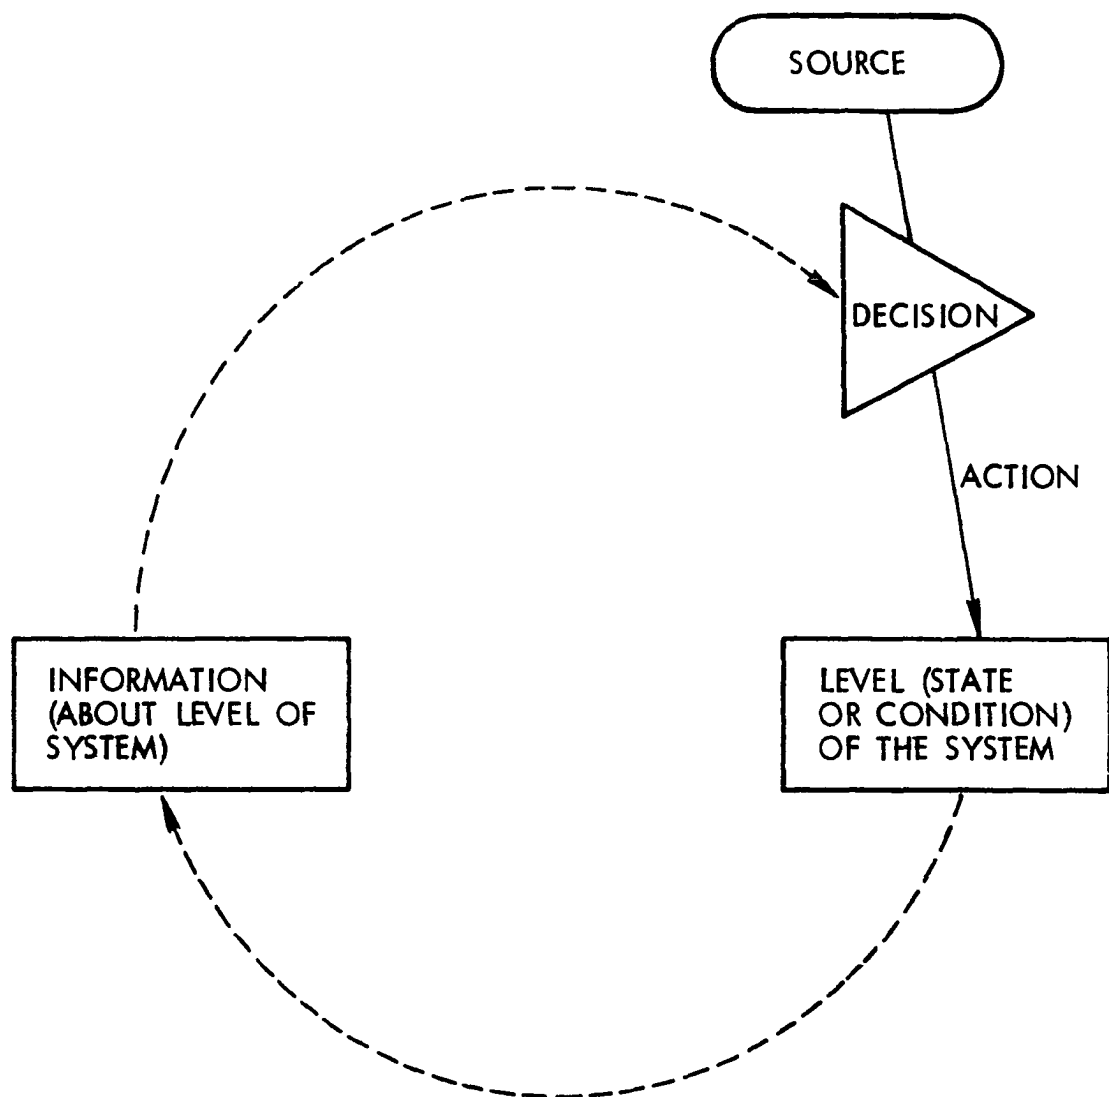 SOURCE
DECISION
ACTION
INFORMATION
(ABOUT LEVEL OF
SYSTEM)
LEVEL (STATE
OR CONDITION)
OF THE SYSTEM